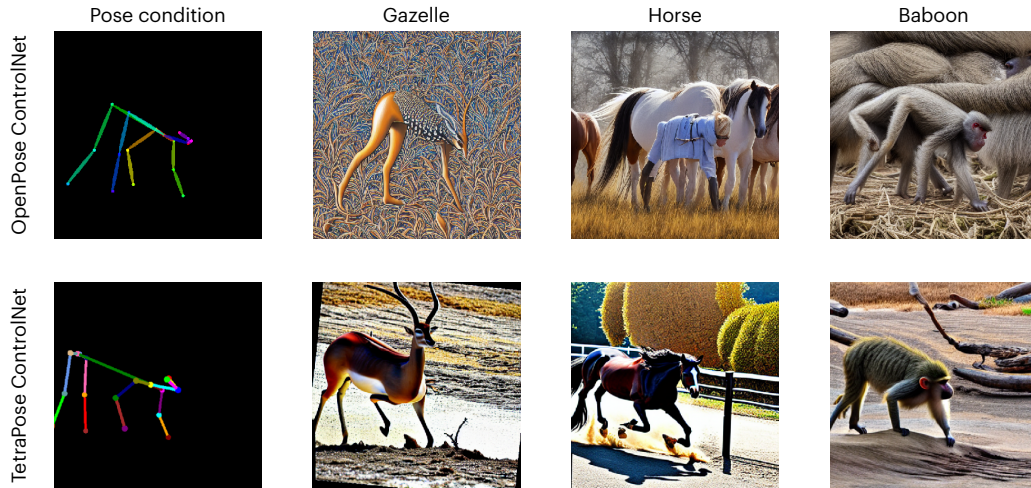 Pose condition
Gazelle
Horse
Baboon
OpenPose ControlNet
TetraPose ControlNet